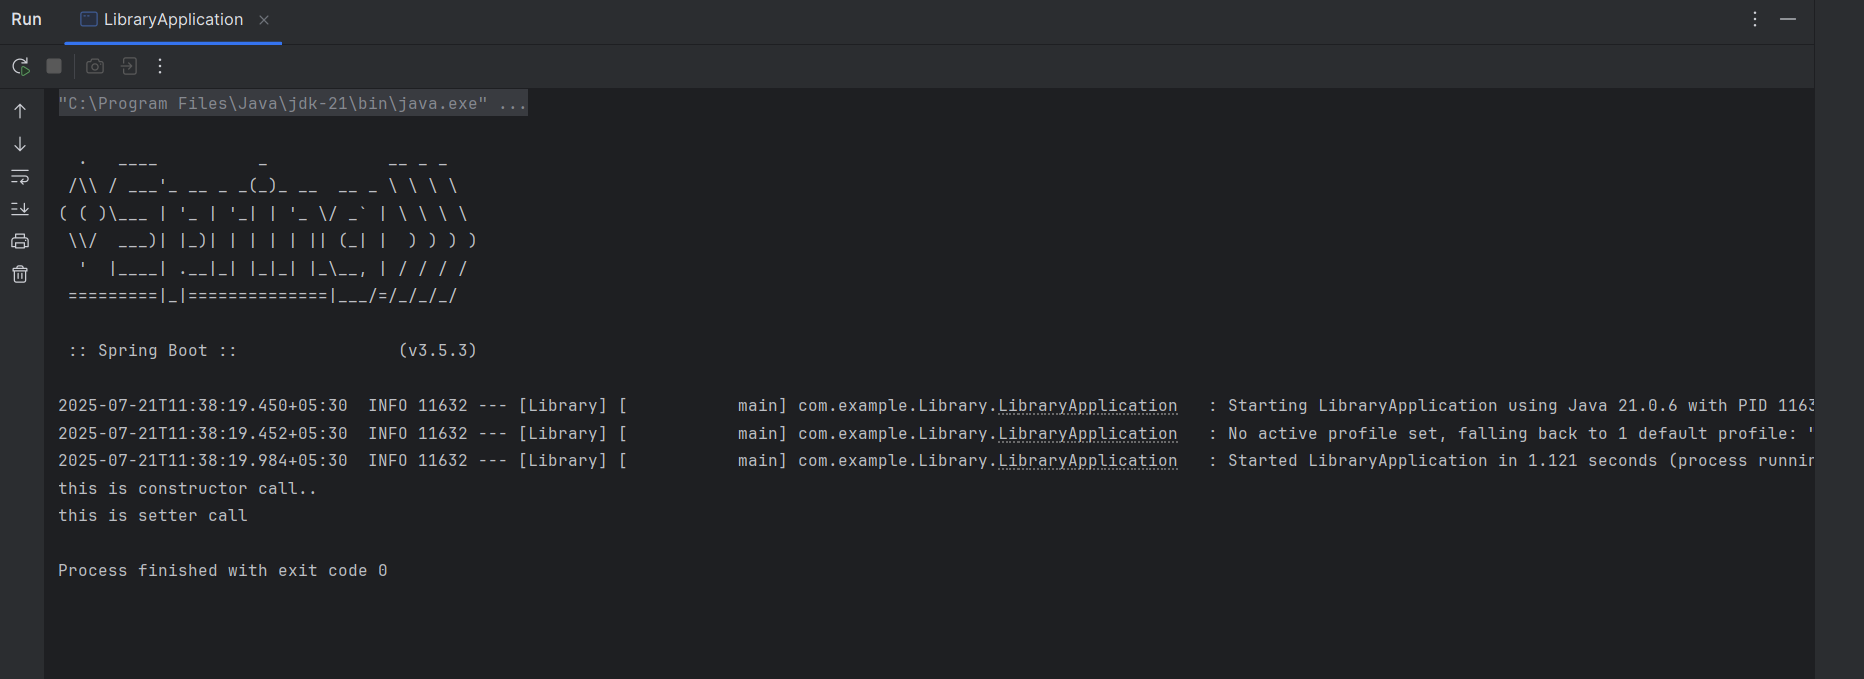 Run LibraryApplication
"C:\Program Files\Java\jdk-21\bin\java.exe" ...
  .   ____          _            __ _ _
 /\\ / ___'_ __ _ _(_)_ __  __ _ \ \ \ \
( ( )\___ | '_ | '_| | '_ \/ _` | \ \ \ \
 \\/  ___)| |_)| | | | | || (_| |  ) ) ) )
  '  |____| .__|_| |_|_| |_\__, | / / / /
 =========|_|==============|___/=/_/_/_/
 :: Spring Boot ::                (v3.5.3)
2025-07-21T11:38:19.450+05:30  INFO 11632 --- [Library] [           main] com.example.Library.LibraryApplication   : Starting LibraryApplication using Java 21.0.6 with PID 1163
2025-07-21T11:38:19.452+05:30  INFO 11632 --- [Library] [           main] com.example.Library.LibraryApplication   : No active profile set, falling back to 1 default profile: "
2025-07-21T11:38:19.984+05:30  INFO 11632 --- [Library] [           main] com.example.Library.LibraryApplication   : Started LibraryApplication in 1.121 seconds (process runnin
this is constructor call..
this is setter call
Process finished with exit code 0